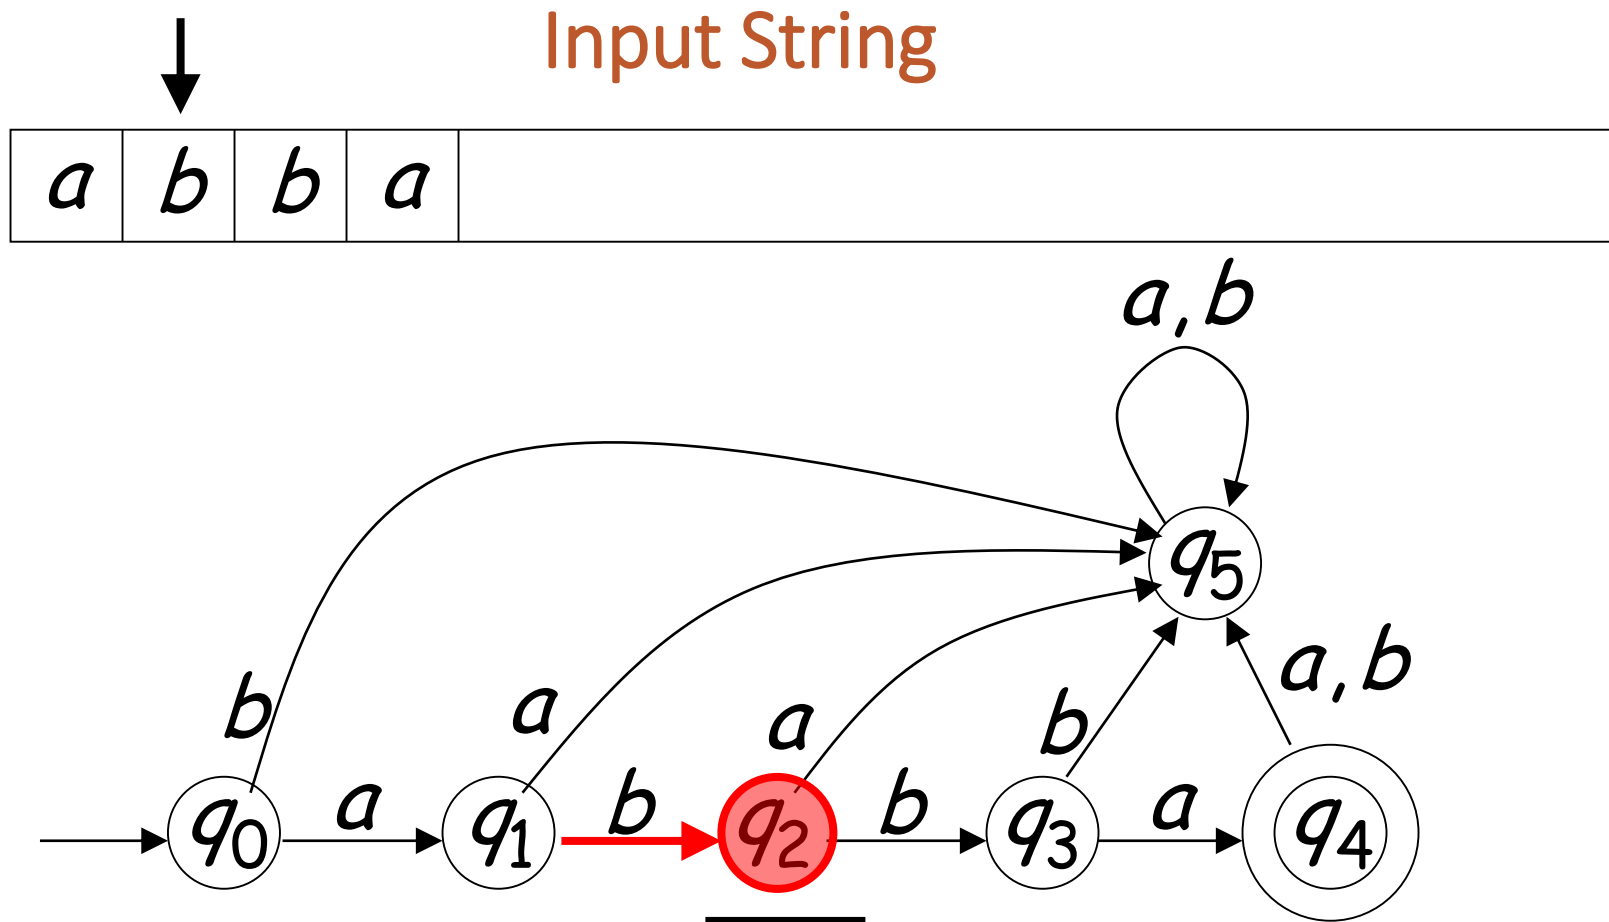 Input String
a b b a
a,b
q5
a,b
b a a b
a b b a
q0 q1 q2 q3 q4